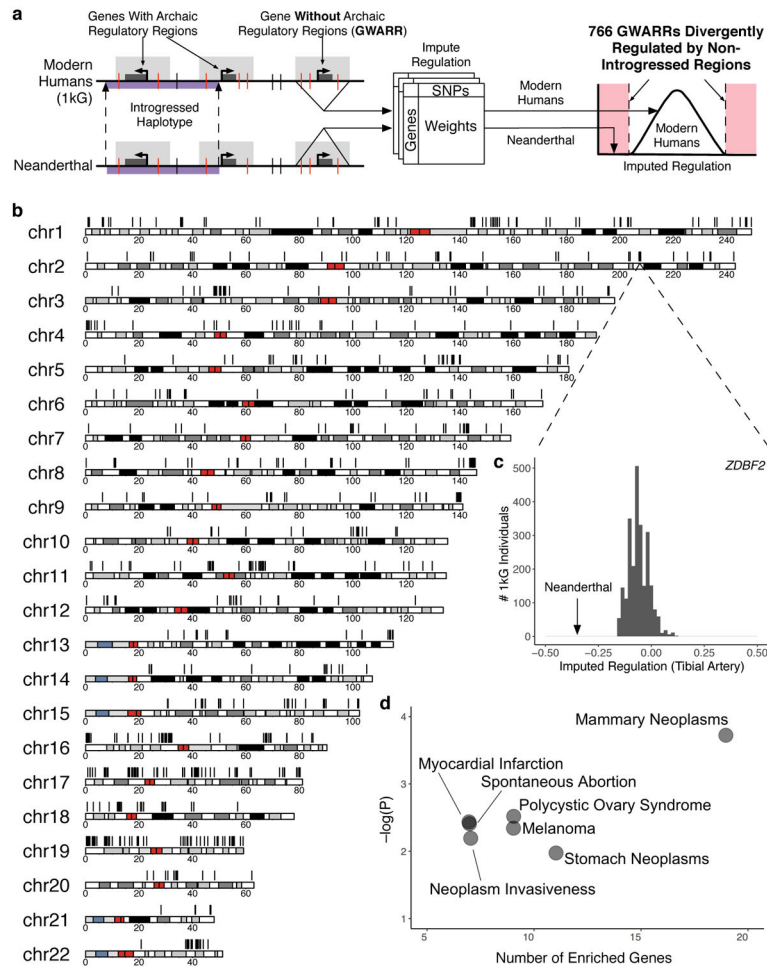 a
Genes With Archaic
Regulatory Regions
Gene Without Archaic
Regulatory Regions (GWARR)
Modern
Humans
(1kG)
Introgressed
Haplotype
Neanderthal
Impute
Regulation
SNPs
Genes
Weights
Modern
Humans
Neanderthal
766 GWARRs Divergently
Regulated by Non-
Introgressed Regions
Modern
Humans
Imputed Regulation
b
chr1
0 20 40 60 80 100 120 140 160 180 200 220 240
chr2
0 20 40 60 80 100 120 140 160 180 200 220 240
chr3
0 20 40 60 80 100 120 140 160 180
chr4
0 20 40 60 80 100 120 140 160 180
chr5
0 20 40 60 80 100 120 140 160 180
chr6
0 20 40 60 80 100 120 140 160
chr7
0 20 40 60 80 100 120 140
chr8
0 20 40 60 80 100 120 140
chr9
0 20 40 60 80 100 120 140
chr10
0 20 40 60 80 100 120
chr11
0 20 40 60 80 100 120
chr12
0 20 40 60 80 100 120
chr13
0 20 40 60 80 100
chr14
0 20 40 60 80 100
chr15
0 20 40 60 80 100
chr16
0 20 40 60 80
chr17
0 20 40 60 80
chr18
0 20 40 60
chr19
0 20 40
chr20
0 20 40 60
chr21
0 20 40
chr22
0 20 40
c
ZDBF2
# 1kG Individuals
500
400
300
200
100
0
Neanderthal
−0.50 −0.25 0.00 0.25 0.50
Imputed Regulation (Tibial Artery)
d
−log(P)
4
3
2
1
Mammary Neoplasms
Myocardial Infarction
Spontaneous Abortion
Polycystic Ovary Syndrome
Melanoma
Stomach Neoplasms
Neoplasm Invasiveness
5 10 15 20
Number of Enriched Genes